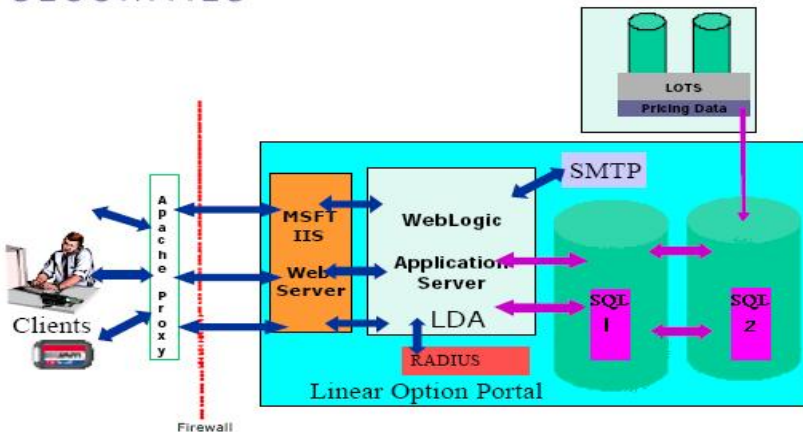 LOTS
Pricing Data
SMTP
Apache Proxy
MSFT
IIS
Web
Server
WebLogic
Application
Server
LDA
SQL
1
SQL
2
Clients
RADIUS
Linear Option Portal
Firewall